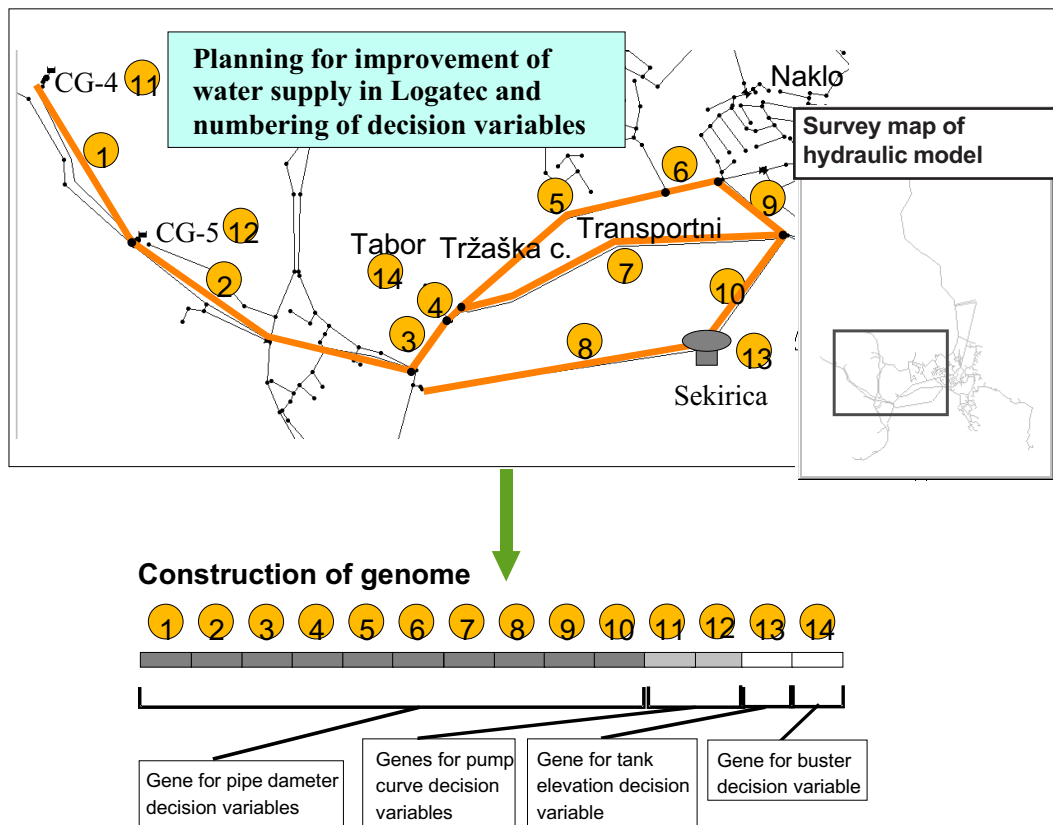 Planning for improvement of
water supply in Logatec and
numbering of decision variables
CG-4
11
Naklo
Survey map of
hydraulic model
1
6
5
9
CG-5
12
Tabor
Tržaška c.
Transportni
14
2
7
10
4
3
8
13
Sekirica
Construction of genome
1 2 3 4 5 6 7 8 9 10 11 12 13 14
Gene for pipe dameter
decision variables
Genes for pump
curve decision
variables
Gene for tank
elevation decision
variable
Gene for buster
decision variable